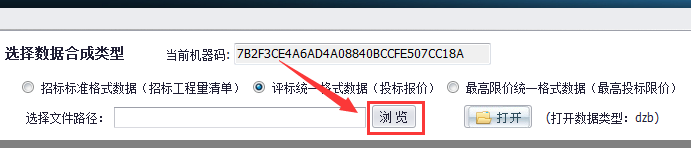 选择数据合成类型 当前机器码: 7B2F3CE4A6AD4A08840BCCFE507CC18A
招标标准格式数据（招标工程量清单） 评标统一格式数据（投标报价） 最高限价统一格式数据（最高投标限价）
选择文件路径: 浏 览 打开 (打开数据类型: dzb)